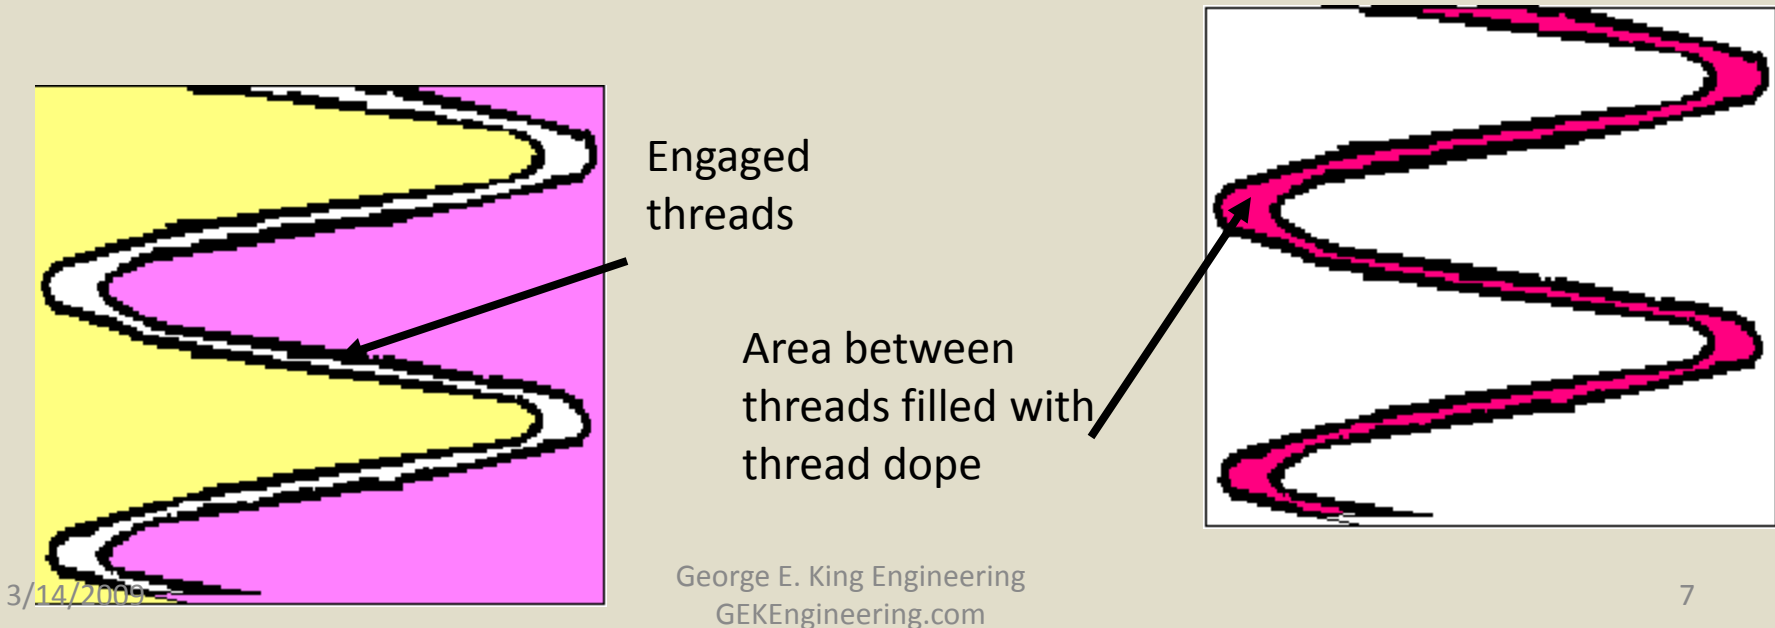 Engaged
threads
Area between
threads filled with
thread dope
3/14/2009
George E. King Engineering
GEKEngineering.com
7